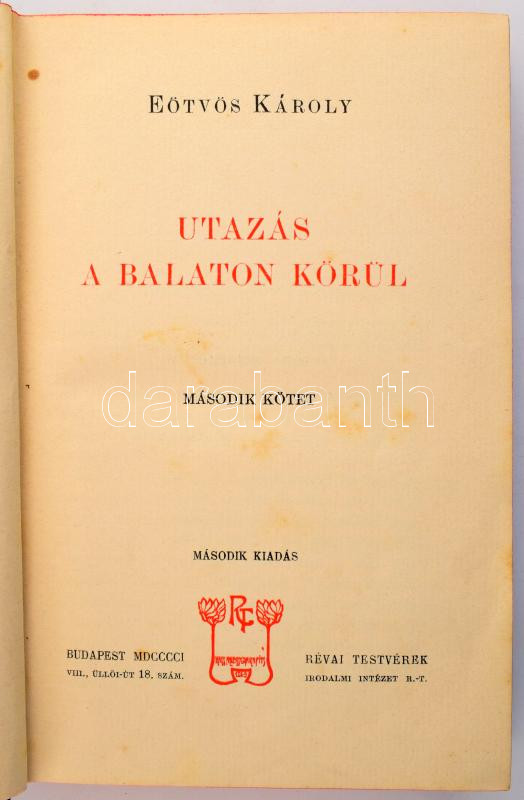 EÖTVÖS KÁROLY
UTAZÁS
A BALATON KÖRÜL
MÁSODIK KÖTET
darabanth
MÁSODIK KIADÁS
BUDAPEST MDCCCCI
VIII., ÜLLŐI-ÚT 18. SZÁM.
RÉVAI TESTVÉREK
IRODALMI INTÉZET R.-T.